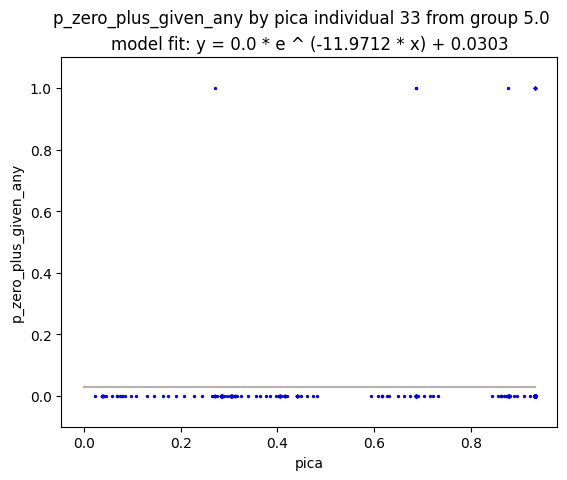 p_zero_plus_given_any by pica individual 33 from group 5.0
model fit: y = 0.0 * e ^ (-11.9712 * x) + 0.0303
1.0
0.8
0.6
0.4
0.2
0.0
p_zero_plus_given_any
0.0 0.2 0.4 0.6 0.8
pica